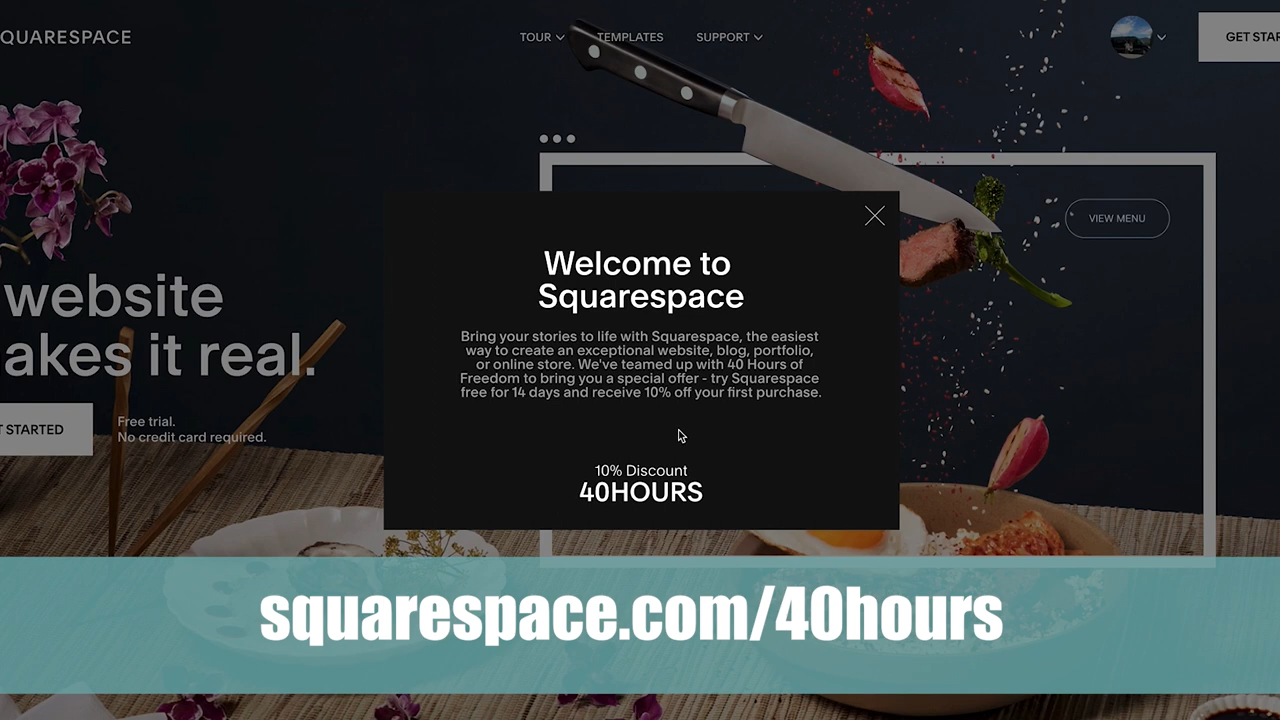 QUARESPACE
TOUR
TEMPLATES
SUPPORT
GET STAR
VIEW MENU
website
akes it real.
T STARTED
Free trial.
No credit card required.
Welcome to
Squarespace
Bring your stories to life with Squarespace, the easiest
way to create an exceptional website, blog, portfolio,
or online store. We've teamed up with 40 Hours of
Freedom to bring you a special offer - try Squarespace
free for 14 days and receive 10% off your first purchase.
10% Discount
40HOURS
squarespace.com/40hours